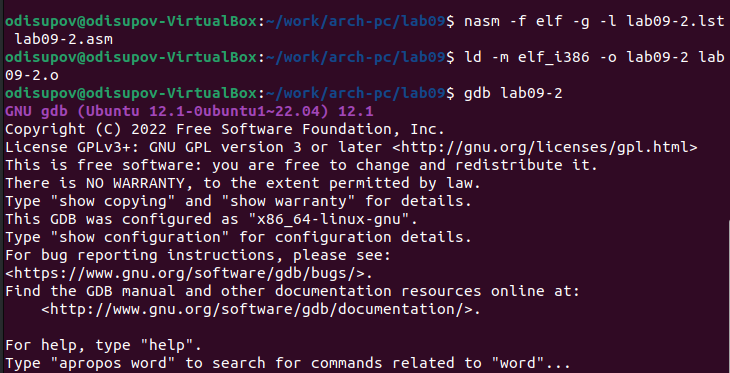 odisupov@odisupov-VirtualBox:~/work/arch-pc/lab09$ nasm -f elf -g -l lab09-2.lst
 lab09-2.asm
odisupov@odisupov-VirtualBox:~/work/arch-pc/lab09$ ld -m elf_i386 -o lab09-2 lab
09-2.o
odisupov@odisupov-VirtualBox:~/work/arch-pc/lab09$ gdb lab09-2
GNU gdb (Ubuntu 12.1-0ubuntu1~22.04) 12.1
Copyright (C) 2022 Free Software Foundation, Inc.
License GPLv3+: GNU GPL version 3 or later <http://gnu.org/licenses/gpl.html>
This is free software: you are free to change and redistribute it.
There is NO WARRANTY, to the extent permitted by law.
Type "show copying" and "show warranty" for details.
This GDB was configured as "x86_64-linux-gnu".
Type "show configuration" for configuration details.
For bug reporting instructions, please see:
<https://www.gnu.org/software/gdb/bugs/>.
Find the GDB manual and other documentation resources online at:
    <http://www.gnu.org/software/gdb/documentation/>.

For help, type "help".
Type "apropos word" to search for commands related to "word"...